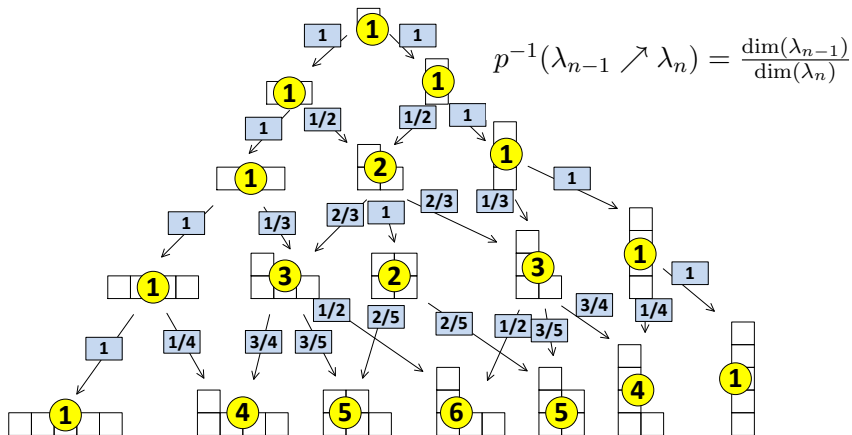 1 1 1
p^{-1}(λ_{n-1} ↗ λ_n) = dim(λ_{n-1}) / dim(λ_n)
1 1
1 1/2 1/2 1
1 2 1
1 1/3 2/3 1 2/3 1/3 1
1 3 2 3 1
1 1/4 3/4 3/5 1/2 2/5 2/5 1/2 3/5 3/4 1/4 1
1 4 5 6 5 4 1